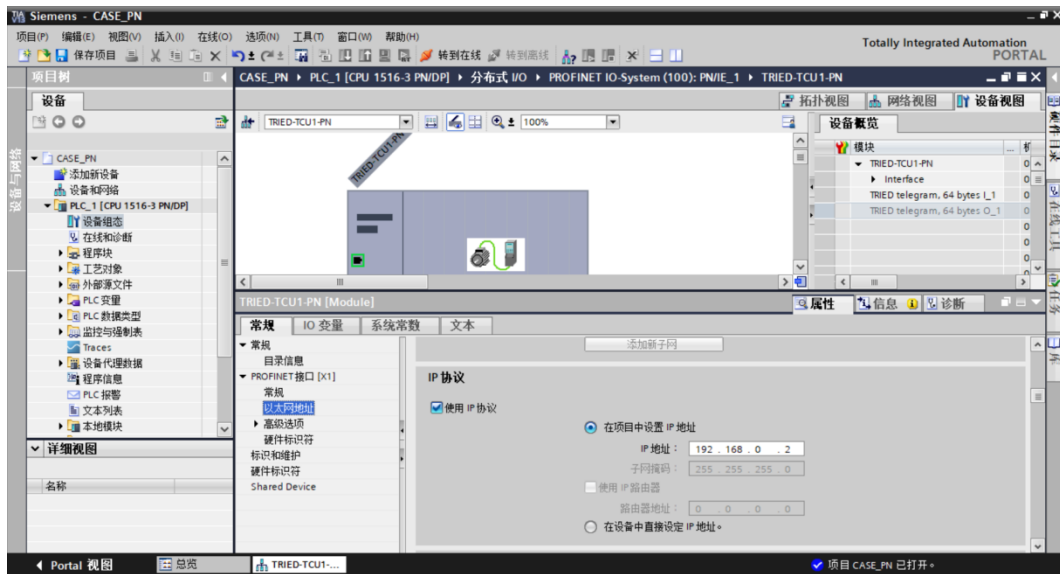 Siemens - CASE_PN
项目(P) 编辑(E) 视图(V) 插入(I) 在线(O) 选项(N) 工具(T) 窗口(W) 帮助(H)
Totally Integrated Automation
PORTAL
保存项目 转到在线 转到离线
项目树
CASE_PN ▸ PLC_1 [CPU 1516-3 PN/DP] ▸ 分布式 I/O ▸ PROFINET IO-System (100): PN/IE_1 ▸ TRIED-TCU1-PN
设备
拓扑视图 网络视图 设备视图
TRIED-TCU1-PN 100%
设备概览
设备与网络
CASE_PN
添加新设备
设备和网络
PLC_1 [CPU 1516-3 PN/DP]
设备组态
在线和诊断
程序块
工艺对象
外部源文件
PLC 变量
PLC 数据类型
监控与强制表
Traces
设备代理数据
程序信息
PLC 报警
文本列表
本地模块
TRIED-TCU1-PN
模块
TRIED-TCU1-PN 0
Interface 0
TRIED telegram, 64 bytes I_1 0
TRIED telegram, 64 bytes O_1 0
0
0
0
TRIED-TCU1-PN [Module]
属性 信息 诊断
常规 IO 变量 系统常数 文本
常规
目录信息
PROFINET接口 [X1]
常规
以太网地址
高级选项
硬件标识符
标识和维护
硬件标识符
Shared Device
添加新子网
IP 协议
使用 IP 协议
在项目中设置 IP 地址
IP 地址： 192 . 168 . 0 . 2
子网掩码： 255 . 255 . 255 . 0
使用 IP 路由器
路由器地址： 0 . 0 . 0 . 0
在设备中直接设定 IP 地址。
详细视图
名称
Portal 视图 总览 TRIED-TCU1-...
项目 CASE_PN 已打开。